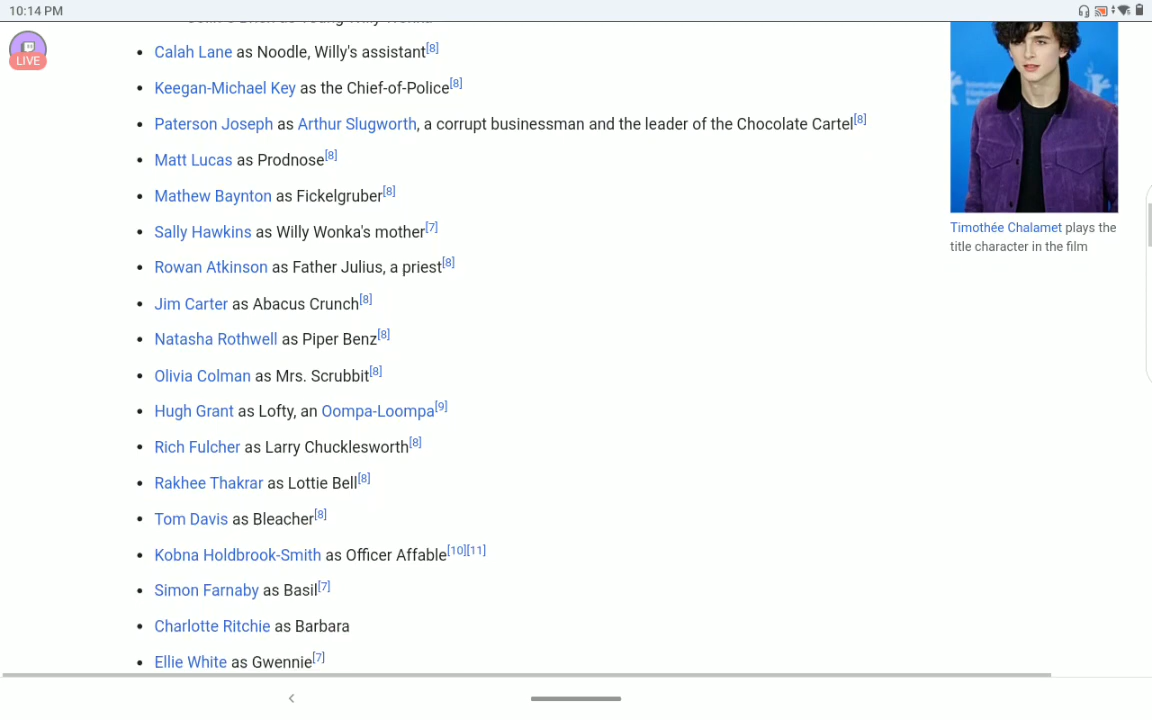 10:14 PM
LIVE
Calah Lane as Noodle, Willy's assistant[8]
Keegan-Michael Key as the Chief-of-Police[8]
Paterson Joseph as Arthur Slugworth, a corrupt businessman and the leader of the Chocolate Cartel[8]
Matt Lucas as Prodnose[8]
Mathew Baynton as Fickelgruber[8]
Sally Hawkins as Willy Wonka's mother[7]
Rowan Atkinson as Father Julius, a priest[8]
Jim Carter as Abacus Crunch[8]
Natasha Rothwell as Piper Benz[8]
Olivia Colman as Mrs. Scrubbit[8]
Hugh Grant as Lofty, an Oompa-Loompa[9]
Rich Fulcher as Larry Chucklesworth[8]
Rakhee Thakrar as Lottie Bell[8]
Tom Davis as Bleacher[8]
Kobna Holdbrook-Smith as Officer Affable[10][11]
Simon Farnaby as Basil[7]
Charlotte Ritchie as Barbara
Ellie White as Gwennie[7]
Timothée Chalamet plays the
title character in the film